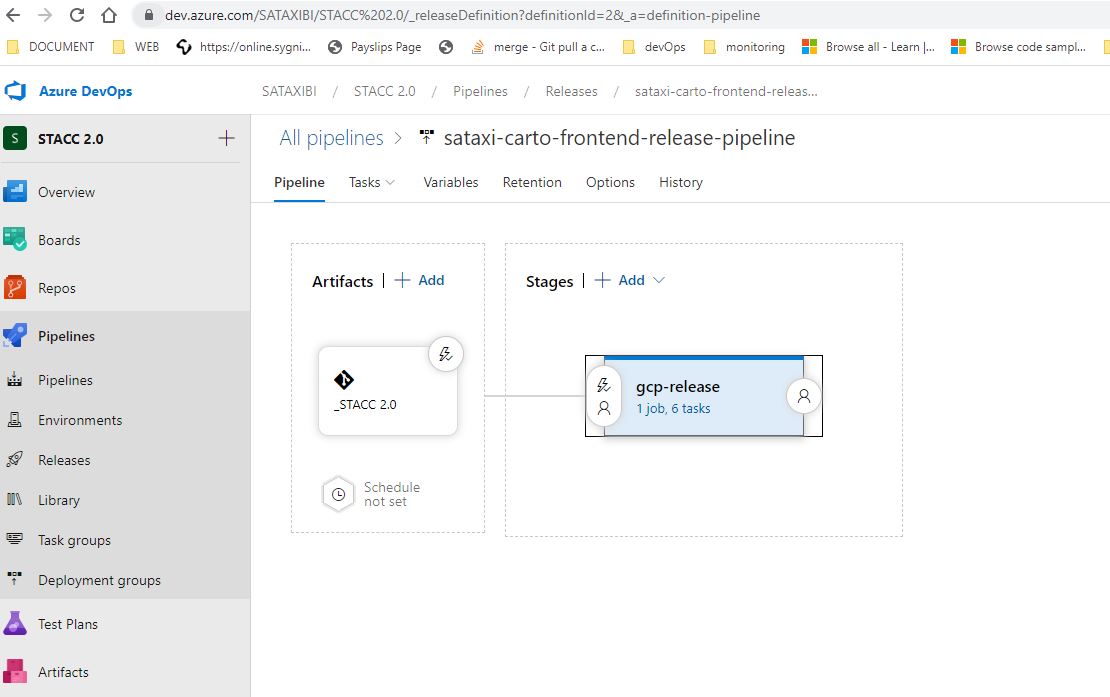 dev.azure.com/SATAXIBI/STACC%202.0/_releaseDefinition?definitionId=2&_a=definition-pipeline
DOCUMENT WEB https://online.sygni... Payslips Page merge - Git pull a c... devOps monitoring Browse all - Learn |... Browse code sampl...
Azure DevOps SATAXIBI / STACC 2.0 / Pipelines / Releases / sataxi-carto-frontend-releas...
S STACC 2.0
All pipelines > sataxi-carto-frontend-release-pipeline
Pipeline Tasks Variables Retention Options History
Overview
Boards
Repos
Pipelines
Pipelines
Environments
Releases
Library
Task groups
Deployment groups
Test Plans
Artifacts
Artifacts | + Add
_STACC 2.0
Schedule
not set
Stages | + Add
gcp-release
1 job, 6 tasks